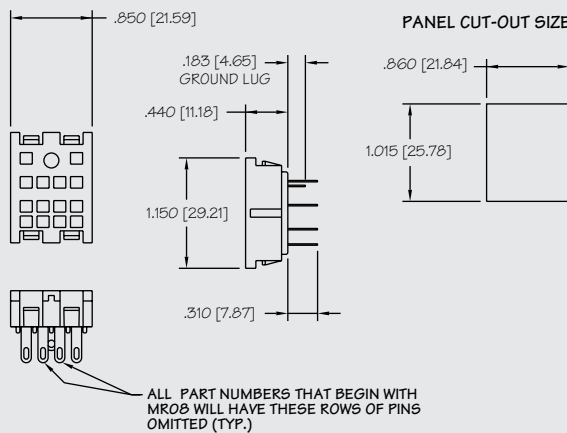 .850 [21.59]
PANEL CUT-OUT SIZE
.183 [4.65]
GROUND LUG
.860 [21.84]
.440 [11.18]
1.015 [25.78]
1.150 [29.21]
.310 [7.87]
ALL PART NUMBERS THAT BEGIN WITH
MR08 WILL HAVE THESE ROWS OF PINS
OMITTED (TYP.)